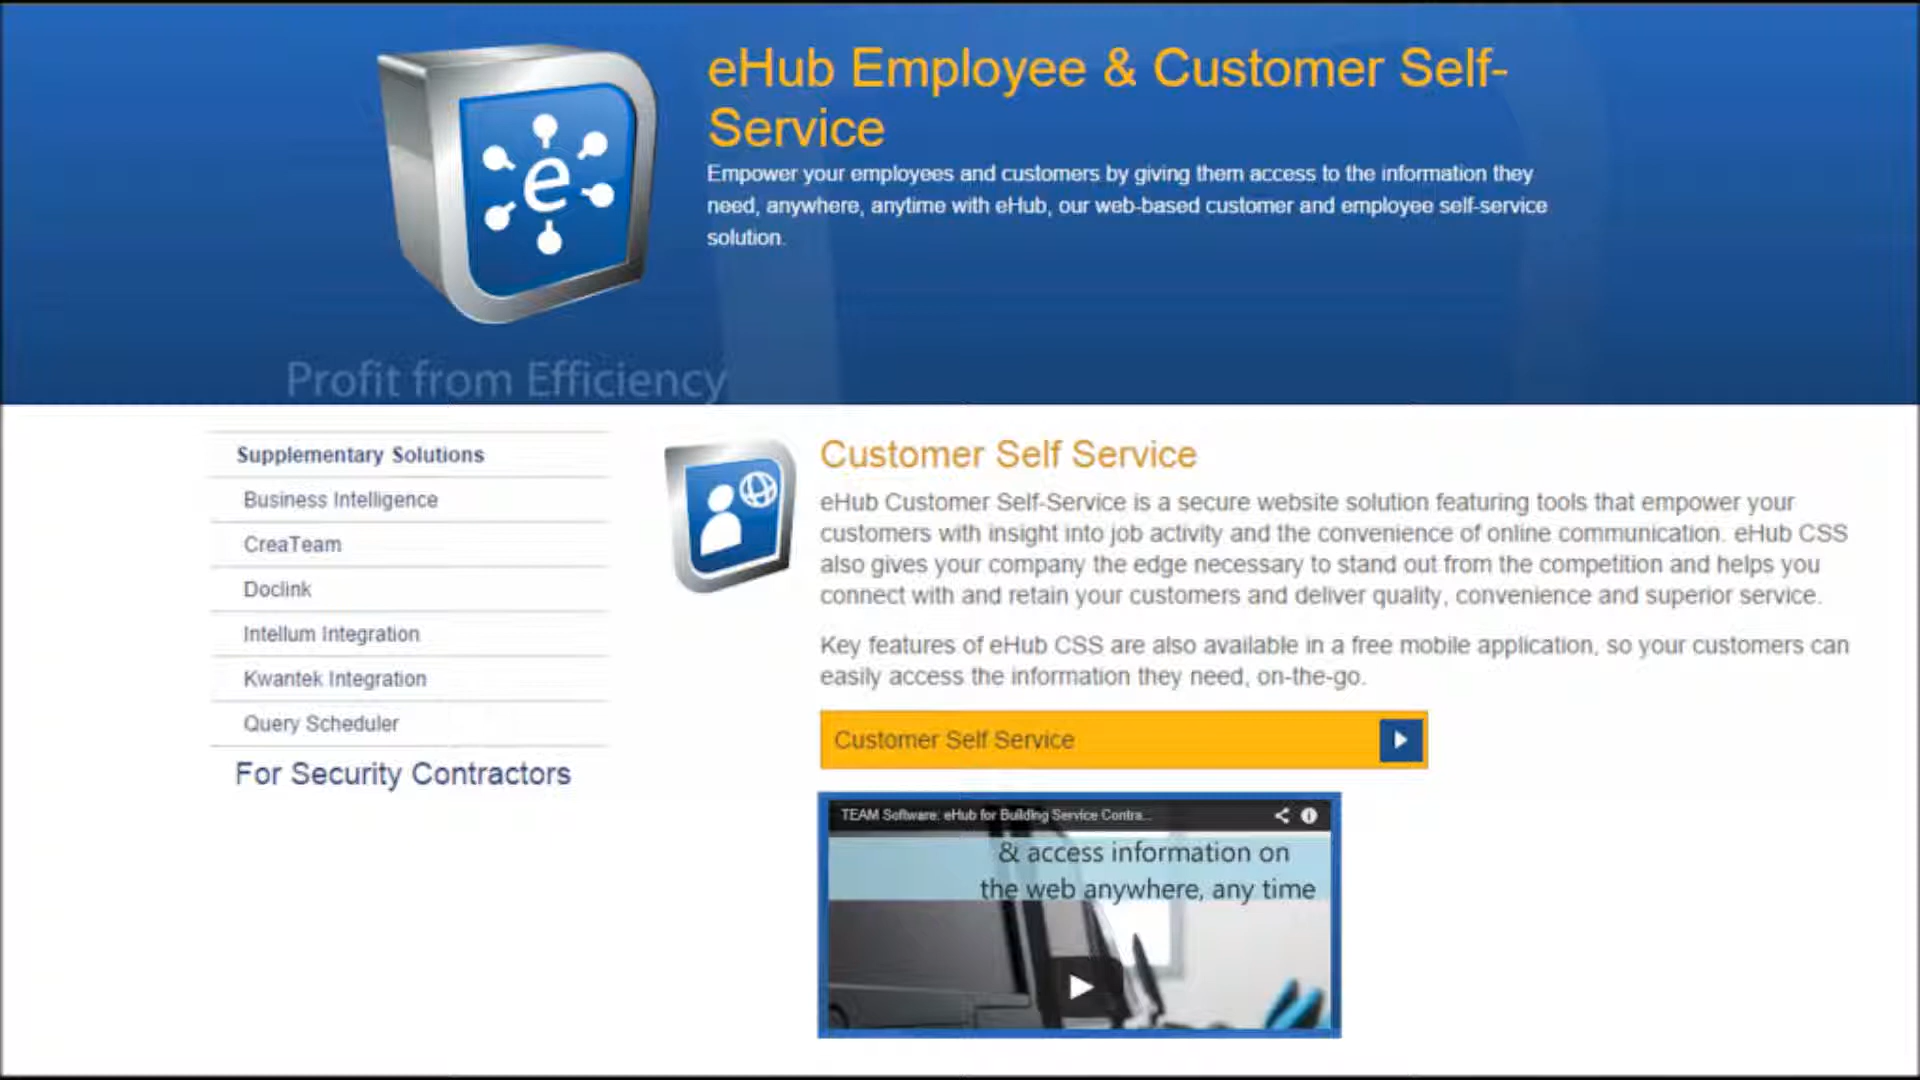 eHub Employee & Customer Self-
Service
Empower your employees and customers by giving them access to the information they
need, anywhere, anytime with eHub, our web-based customer and employee self-service
solution.
e
Profit from Efficiency
Supplementary Solutions
Business Intelligence
CreaTeam
Doclink
Intellum Integration
Kwantek Integration
Query Scheduler
For Security Contractors
Customer Self Service
eHub Customer Self-Service is a secure website solution featuring tools that empower your
customers with insight into job activity and the convenience of online communication. eHub CSS
also gives your company the edge necessary to stand out from the competition and helps you
connect with and retain your customers and deliver quality, convenience and superior service.
Key features of eHub CSS are also available in a free mobile application, so your customers can
easily access the information they need, on-the-go.
Customer Self Service
TEAM Software: eHub for Building Service Contra...
& access information on
the web anywhere, any time